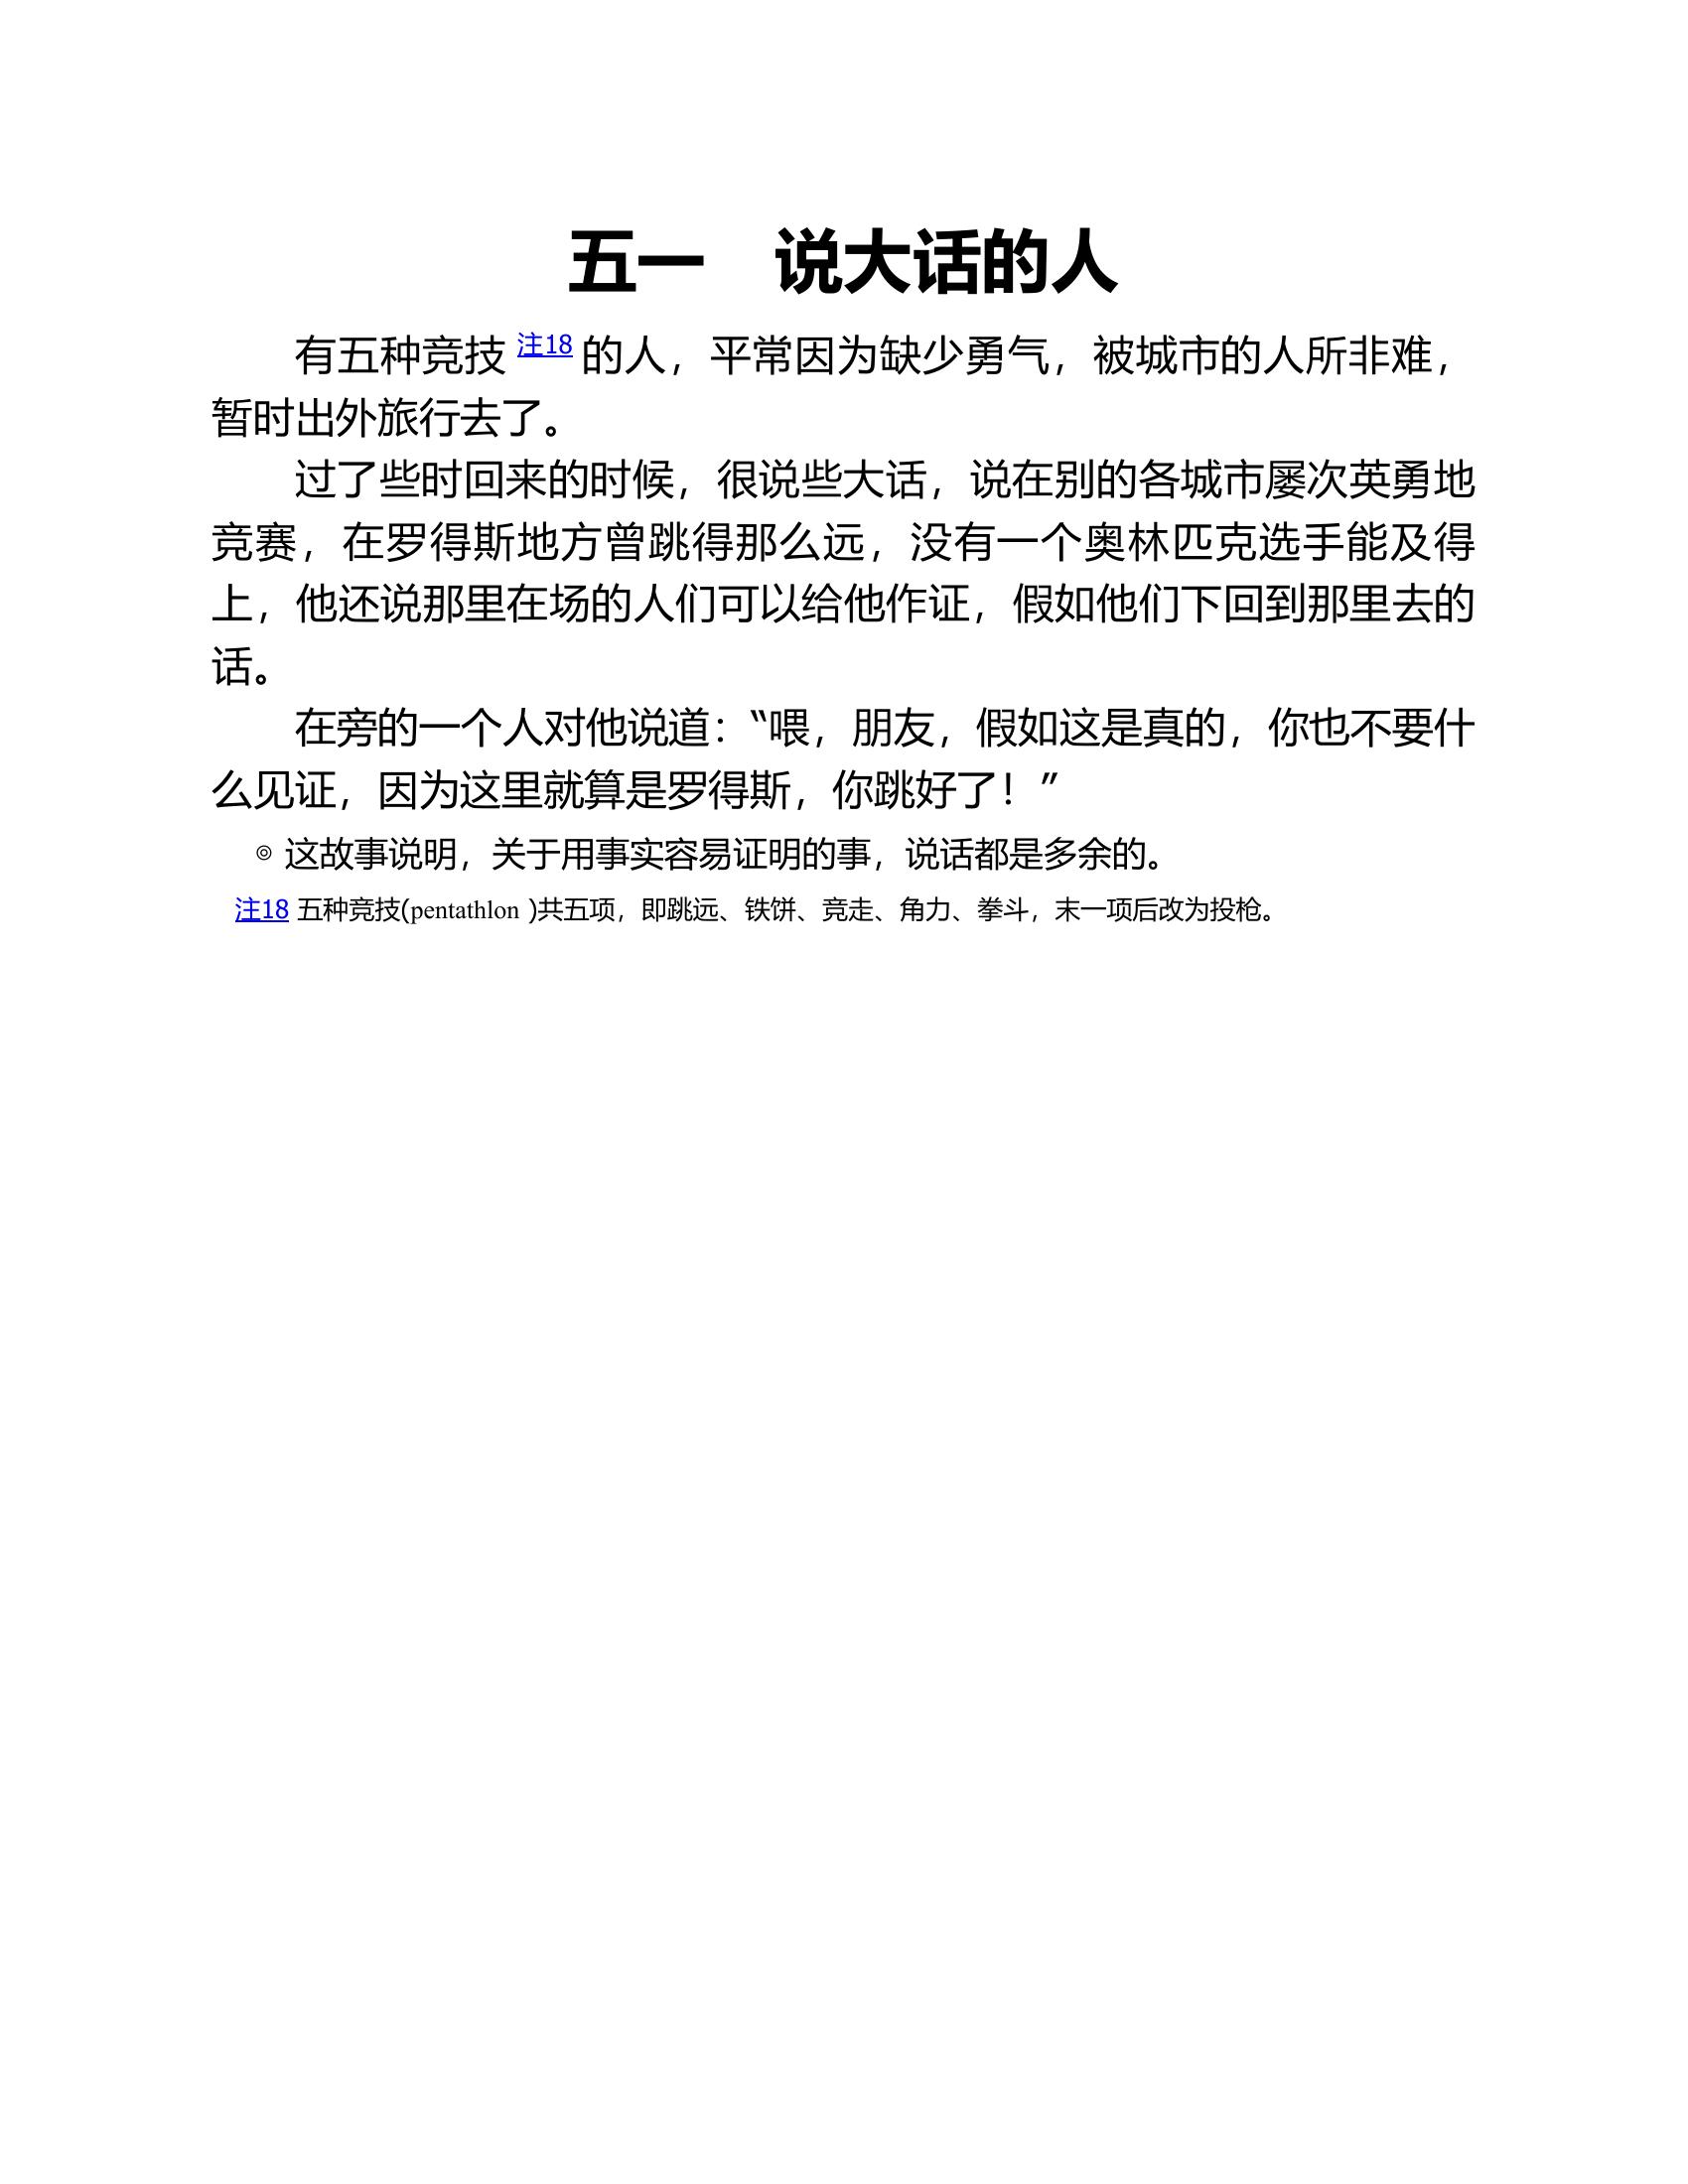 五一　说大话的人
有五种竞技 注18 的人，平常因为缺少勇气，被城市的人所非难，
暂时出外旅行去了。
过了些时回来的时候，很说些大话，说在别的各城市屡次英勇地
竞赛，在罗得斯地方曾跳得那么远，没有一个奥林匹克选手能及得
上，他还说那里在场的人们可以给他作证，假如他们下回到那里去的
话。
在旁的一个人对他说道：“喂，朋友，假如这是真的，你也不要什
么见证，因为这里就算是罗得斯，你跳好了！”
◎ 这故事说明，关于用事实容易证明的事，说话都是多余的。
注18 五种竞技(pentathlon )共五项，即跳远、铁饼、竞走、角力、拳斗，末一项后改为投枪。